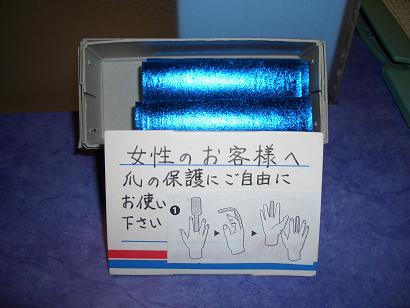 女性のお客様へ
爪の保護にご自由に
お使い
下さい
1